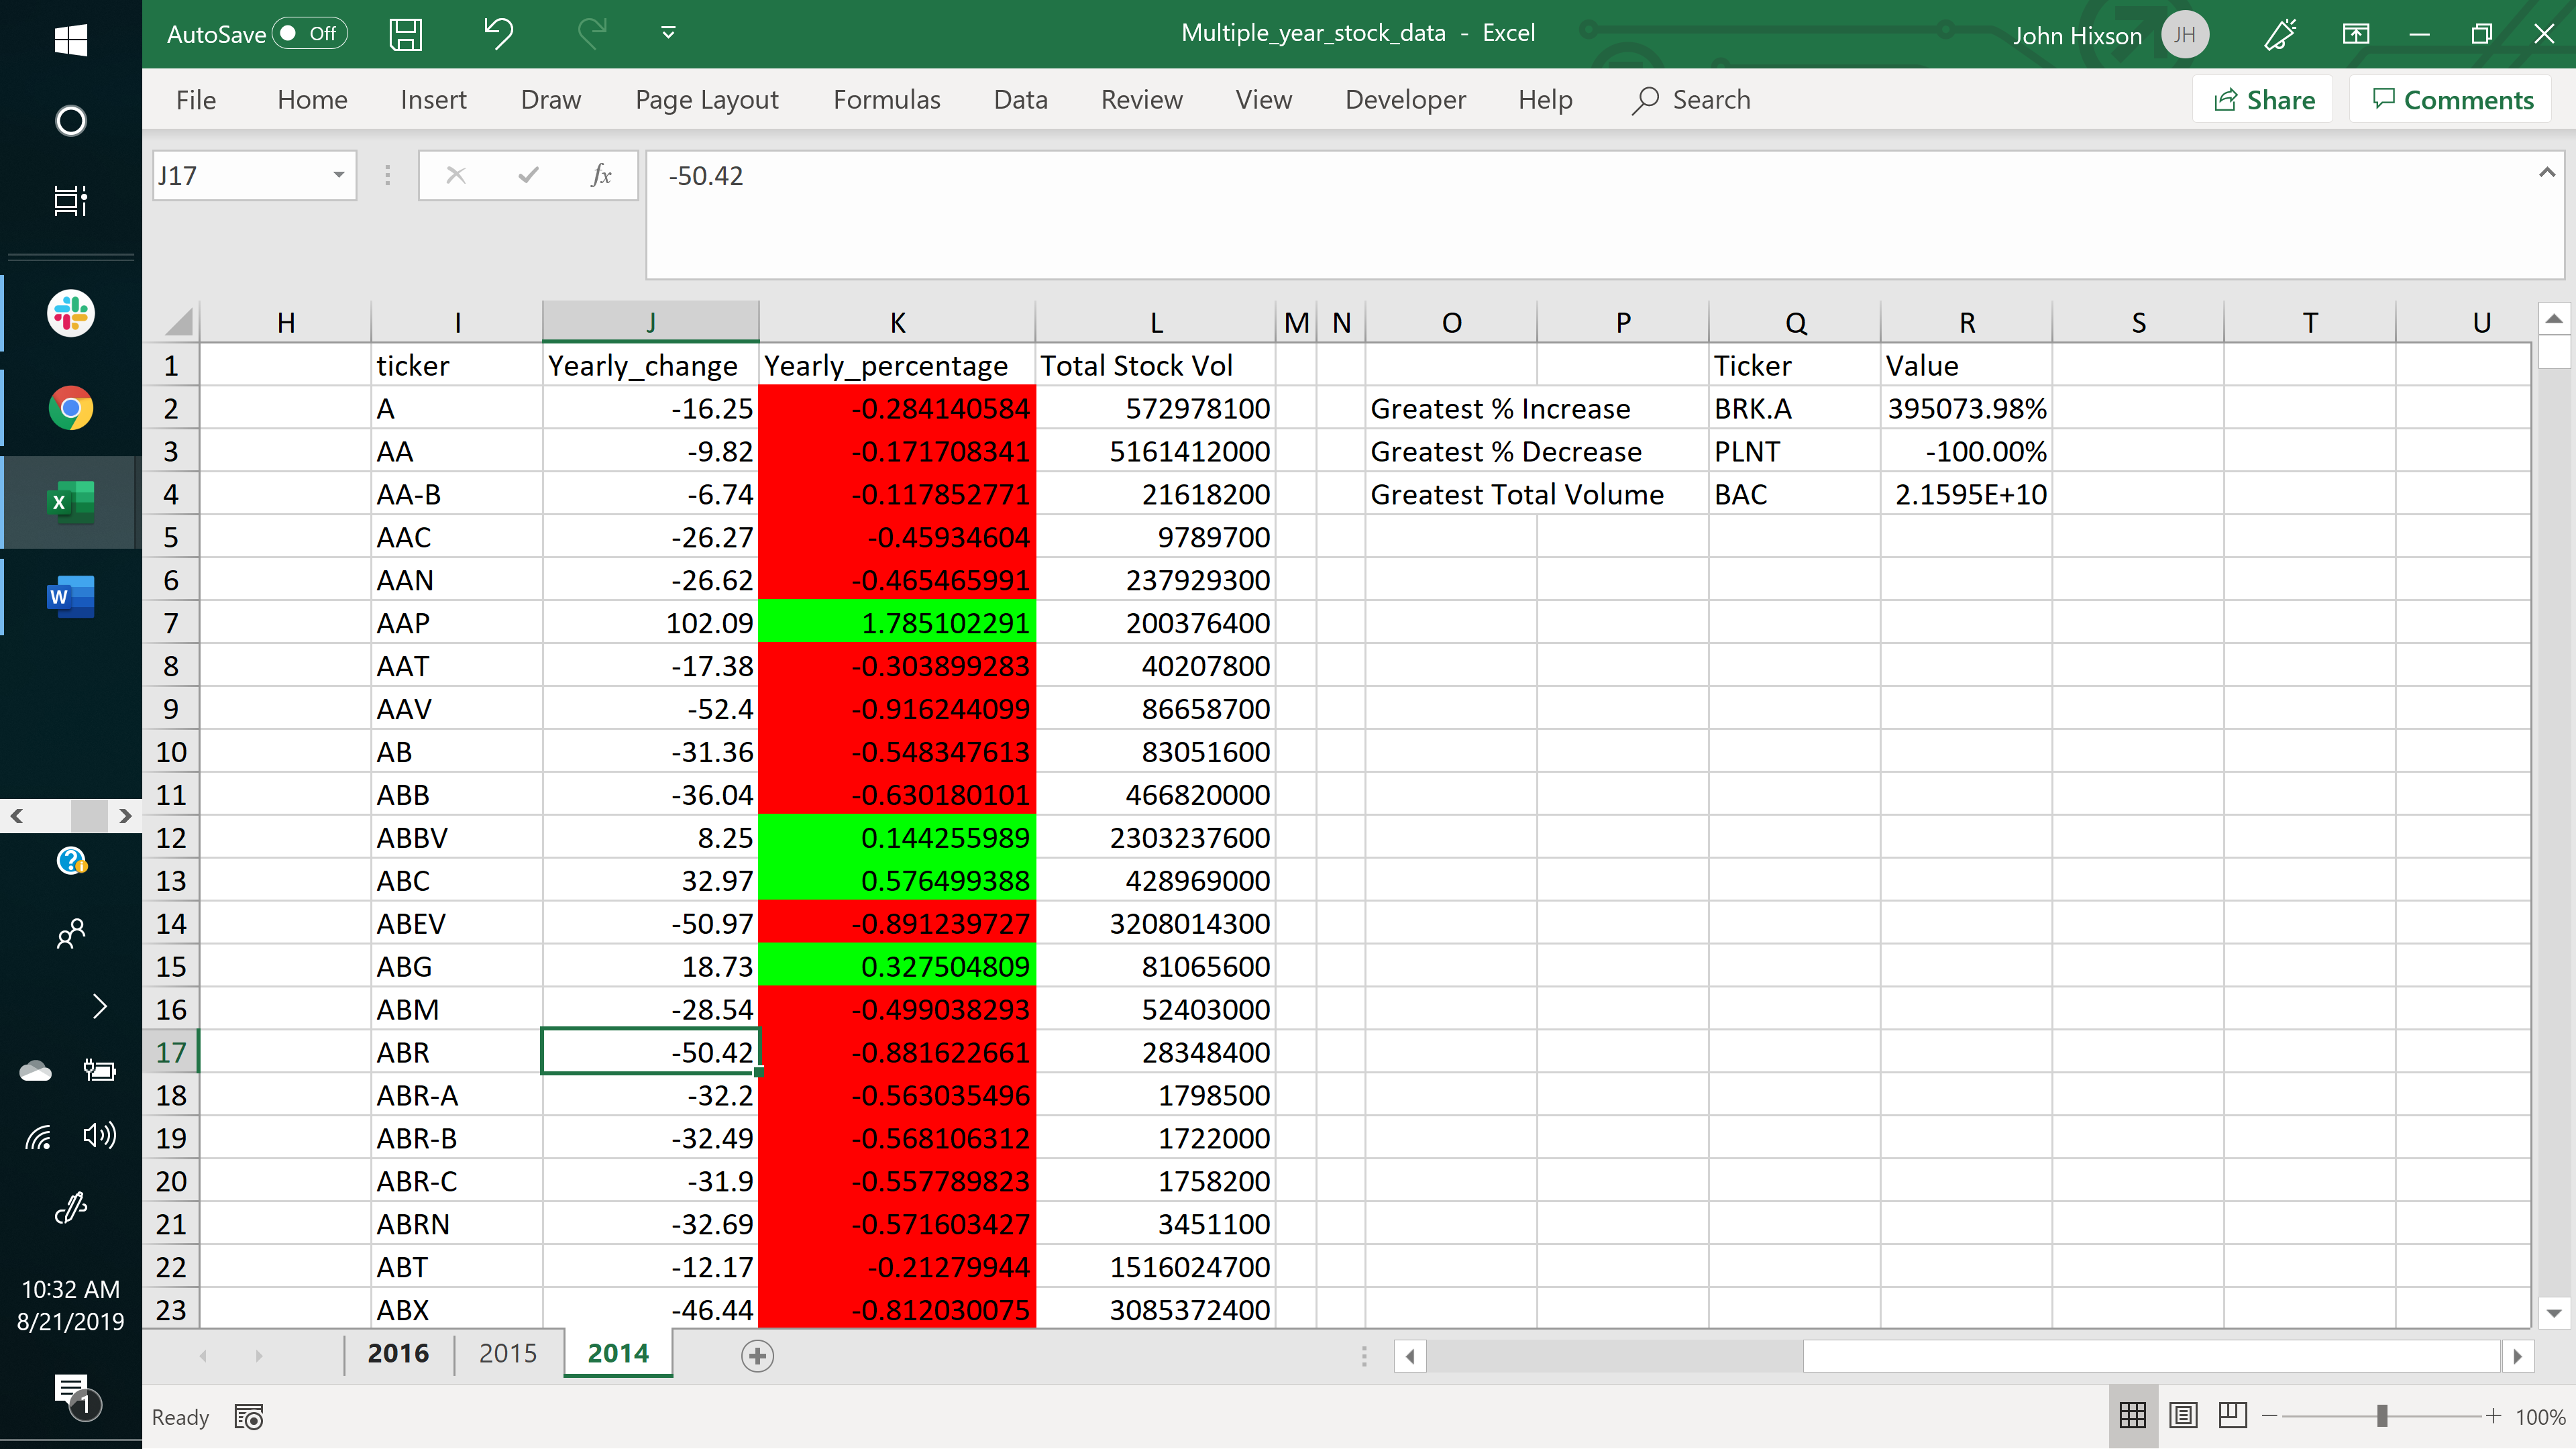 AutoSave Off
Multiple_year_stock_data - Excel
John Hixson JH
File Home Insert Draw Page Layout Formulas Data Review View Developer Help Search Share Comments
J17 fx -50.42
H I J K L M N O P Q R S T U
1 ticker Yearly_change Yearly_percentage Total Stock Vol Ticker Value
2 A -16.25 -0.284140584 572978100 Greatest % Increase BRK.A 395073.98%
3 AA -9.82 -0.171708341 5161412000 Greatest % Decrease PLNT -100.00%
4 AA-B -6.74 -0.117852771 21618200 Greatest Total Volume BAC 2.1595E+10
5 AAC -26.27 -0.45934604 9789700
6 AAN -26.62 -0.465465991 237929300
7 AAP 102.09 1.785102291 200376400
8 AAT -17.38 -0.303899283 40207800
9 AAV -52.4 -0.916244099 86658700
10 AB -31.36 -0.548347613 83051600
11 ABB -36.04 -0.630180101 466820000
12 ABBV 8.25 0.144255989 2303237600
13 ABC 32.97 0.576499388 428969000
14 ABEV -50.97 -0.891239727 3208014300
15 ABG 18.73 0.327504809 81065600
16 ABM -28.54 -0.499038293 52403000
17 ABR -50.42 -0.881622661 28348400
18 ABR-A -32.2 -0.563035496 1798500
19 ABR-B -32.49 -0.568106312 1722000
20 ABR-C -31.9 -0.557789823 1758200
21 ABRN -32.69 -0.571603427 3451100
22 ABT -12.17 -0.21279944 1516024700
23 ABX -46.44 -0.812030075 3085372400
2016 2015 2014
Ready 100%
X
W
10:32 AM
8/21/2019
1